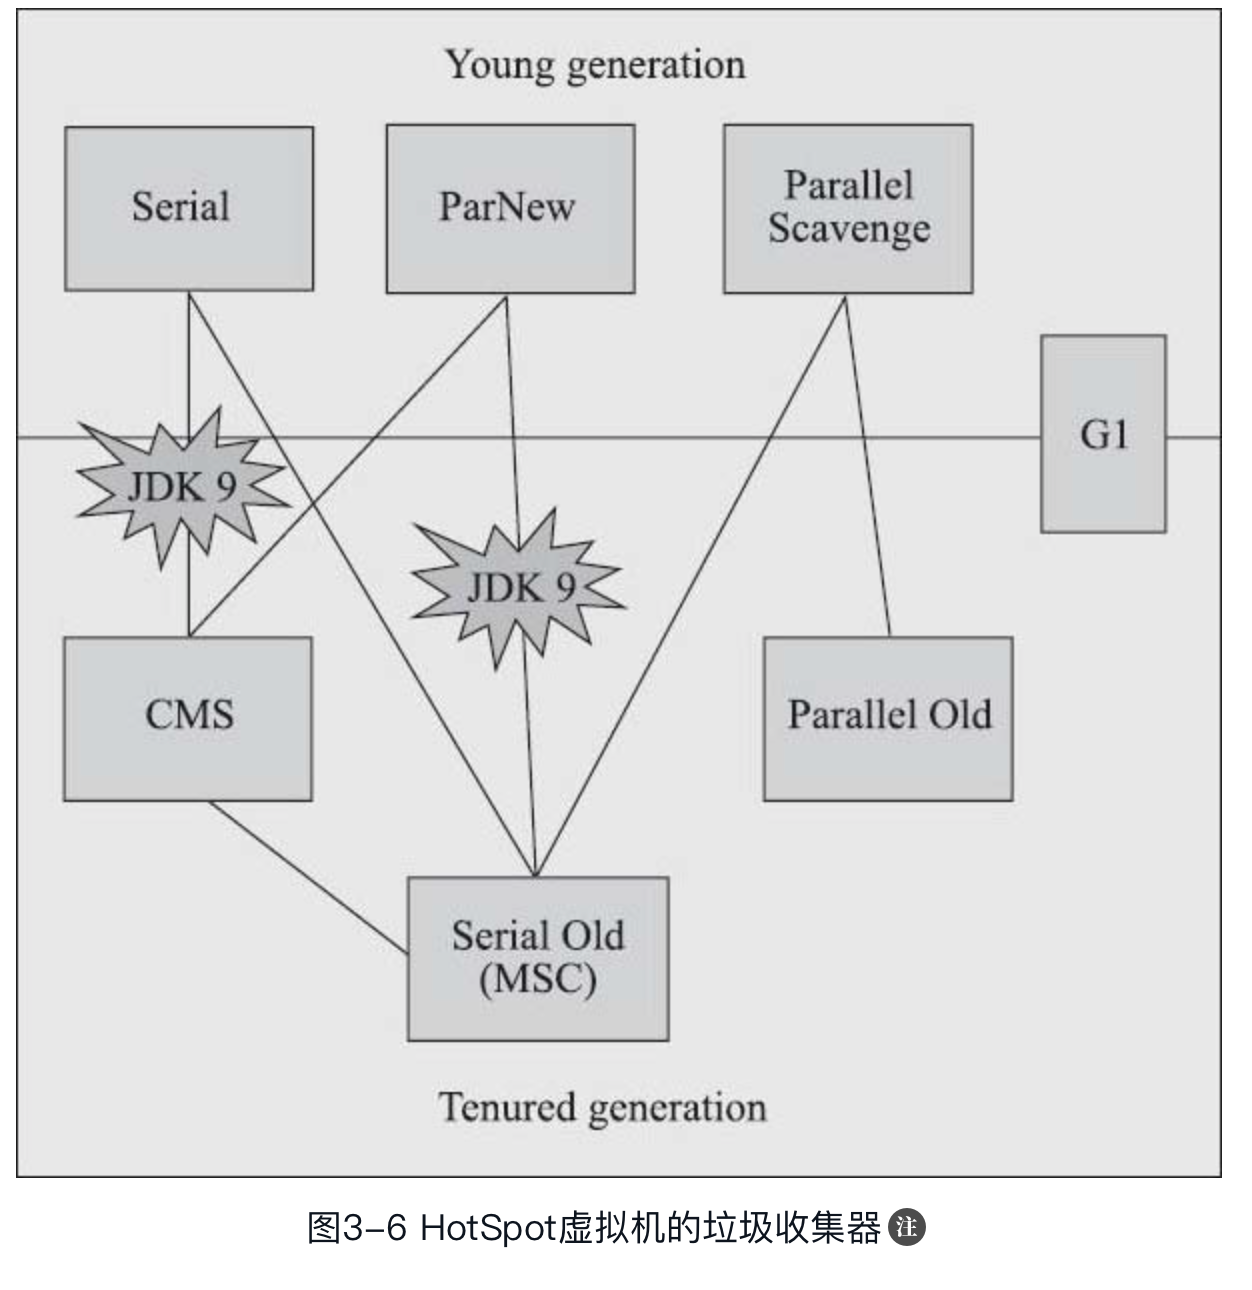 Young generation
Serial
ParNew
Parallel
Scavenge
G1
JDK 9
JDK 9
CMS
Parallel Old
Serial Old
(MSC)
Tenured generation
图3–6 HotSpot虚拟机的垃圾收集器注